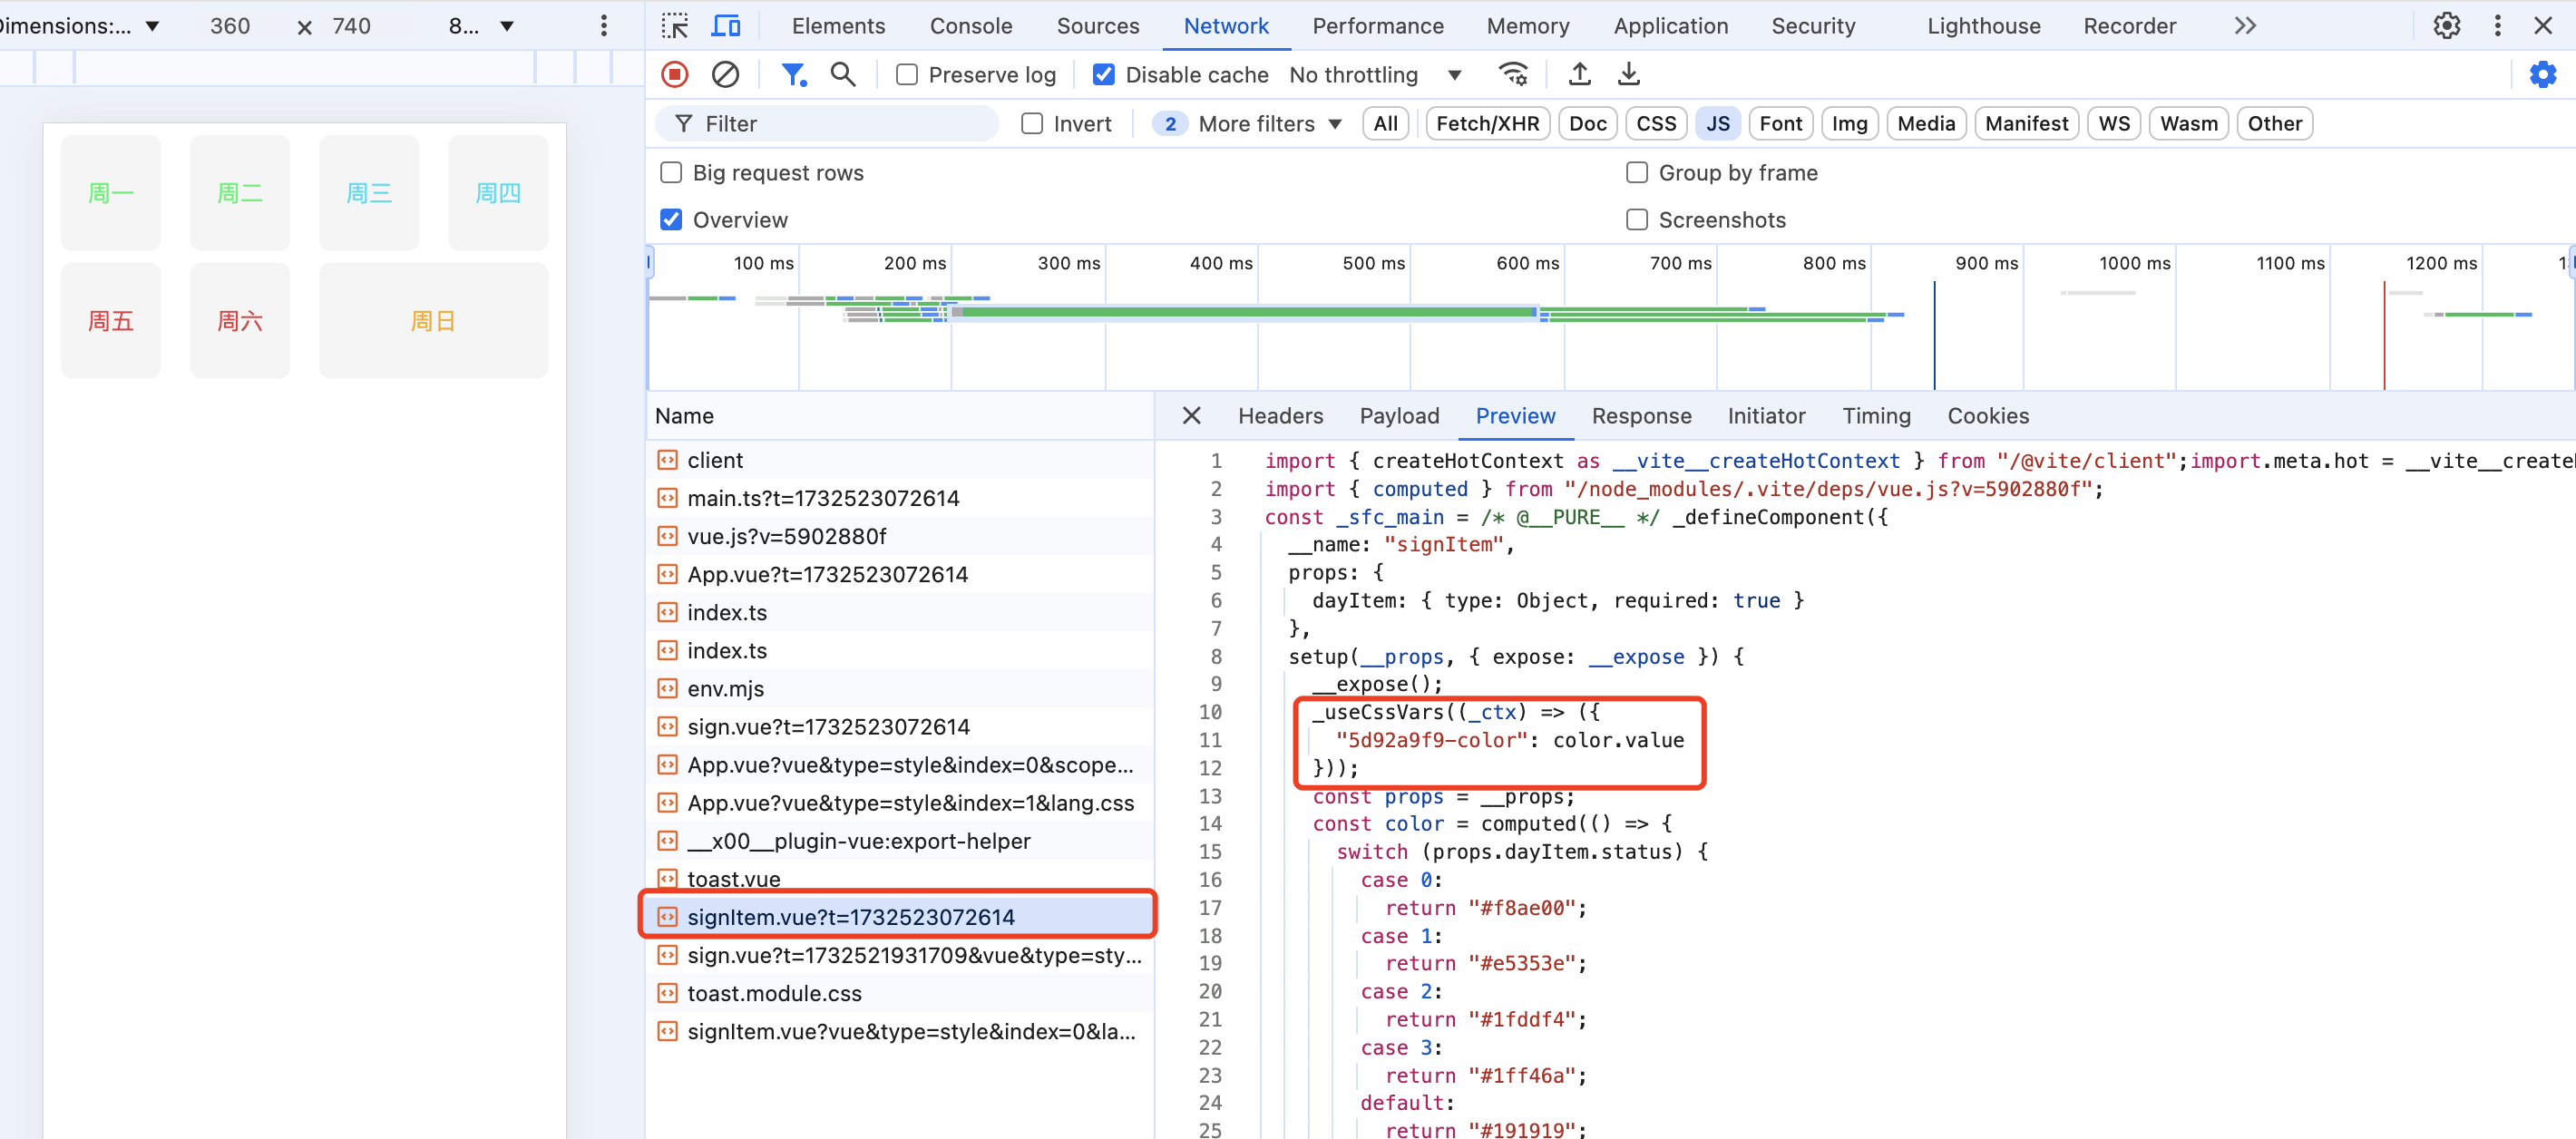 Dimensions:... 360 × 740 8...
Elements Console Sources Network Performance Memory Application Security Lighthouse Recorder
Preserve log Disable cache No throttling
Filter Invert 2 More filters All Fetch/XHR Doc CSS JS Font Img Media Manifest WS Wasm Other
Big request rows Group by frame
Overview Screenshots
100 ms 200 ms 300 ms 400 ms 500 ms 600 ms 700 ms 800 ms 900 ms 1000 ms 1100 ms 1200 ms
周一 周二 周三 周四
周五 周六 周日
Name
client
main.ts?t=1732523072614
vue.js?v=5902880f
App.vue?t=1732523072614
index.ts
index.ts
env.mjs
sign.vue?t=1732523072614
App.vue?vue&type=style&index=0&scope...
App.vue?vue&type=style&index=1&lang.css
__x00__plugin-vue:export-helper
toast.vue
signItem.vue?t=1732523072614
sign.vue?t=1732521931709&vue&type=sty...
toast.module.css
signItem.vue?vue&type=style&index=0&la...
Headers Payload Preview Response Initiator Timing Cookies
1 import { createHotContext as __vite__createHotContext } from "/@vite/client";import.meta.hot = __vite__create
2 import { computed } from "/node_modules/.vite/deps/vue.js?v=5902880f";
3 const _sfc_main = /* @__PURE__ */ _defineComponent({
4 __name: "signItem",
5 props: {
6 dayItem: { type: Object, required: true }
7 },
8 setup(__props, { expose: __expose }) {
9 __expose();
10 _useCssVars((_ctx) => ({
11 "5d92a9f9-color": color.value
12 }));
13 const props = __props;
14 const color = computed(() => {
15 switch (props.dayItem.status) {
16 case 0:
17 return "#f8ae00";
18 case 1:
19 return "#e5353e";
20 case 2:
21 return "#1fddf4";
22 case 3:
23 return "#1ff46a";
24 default:
25 return "#191919";